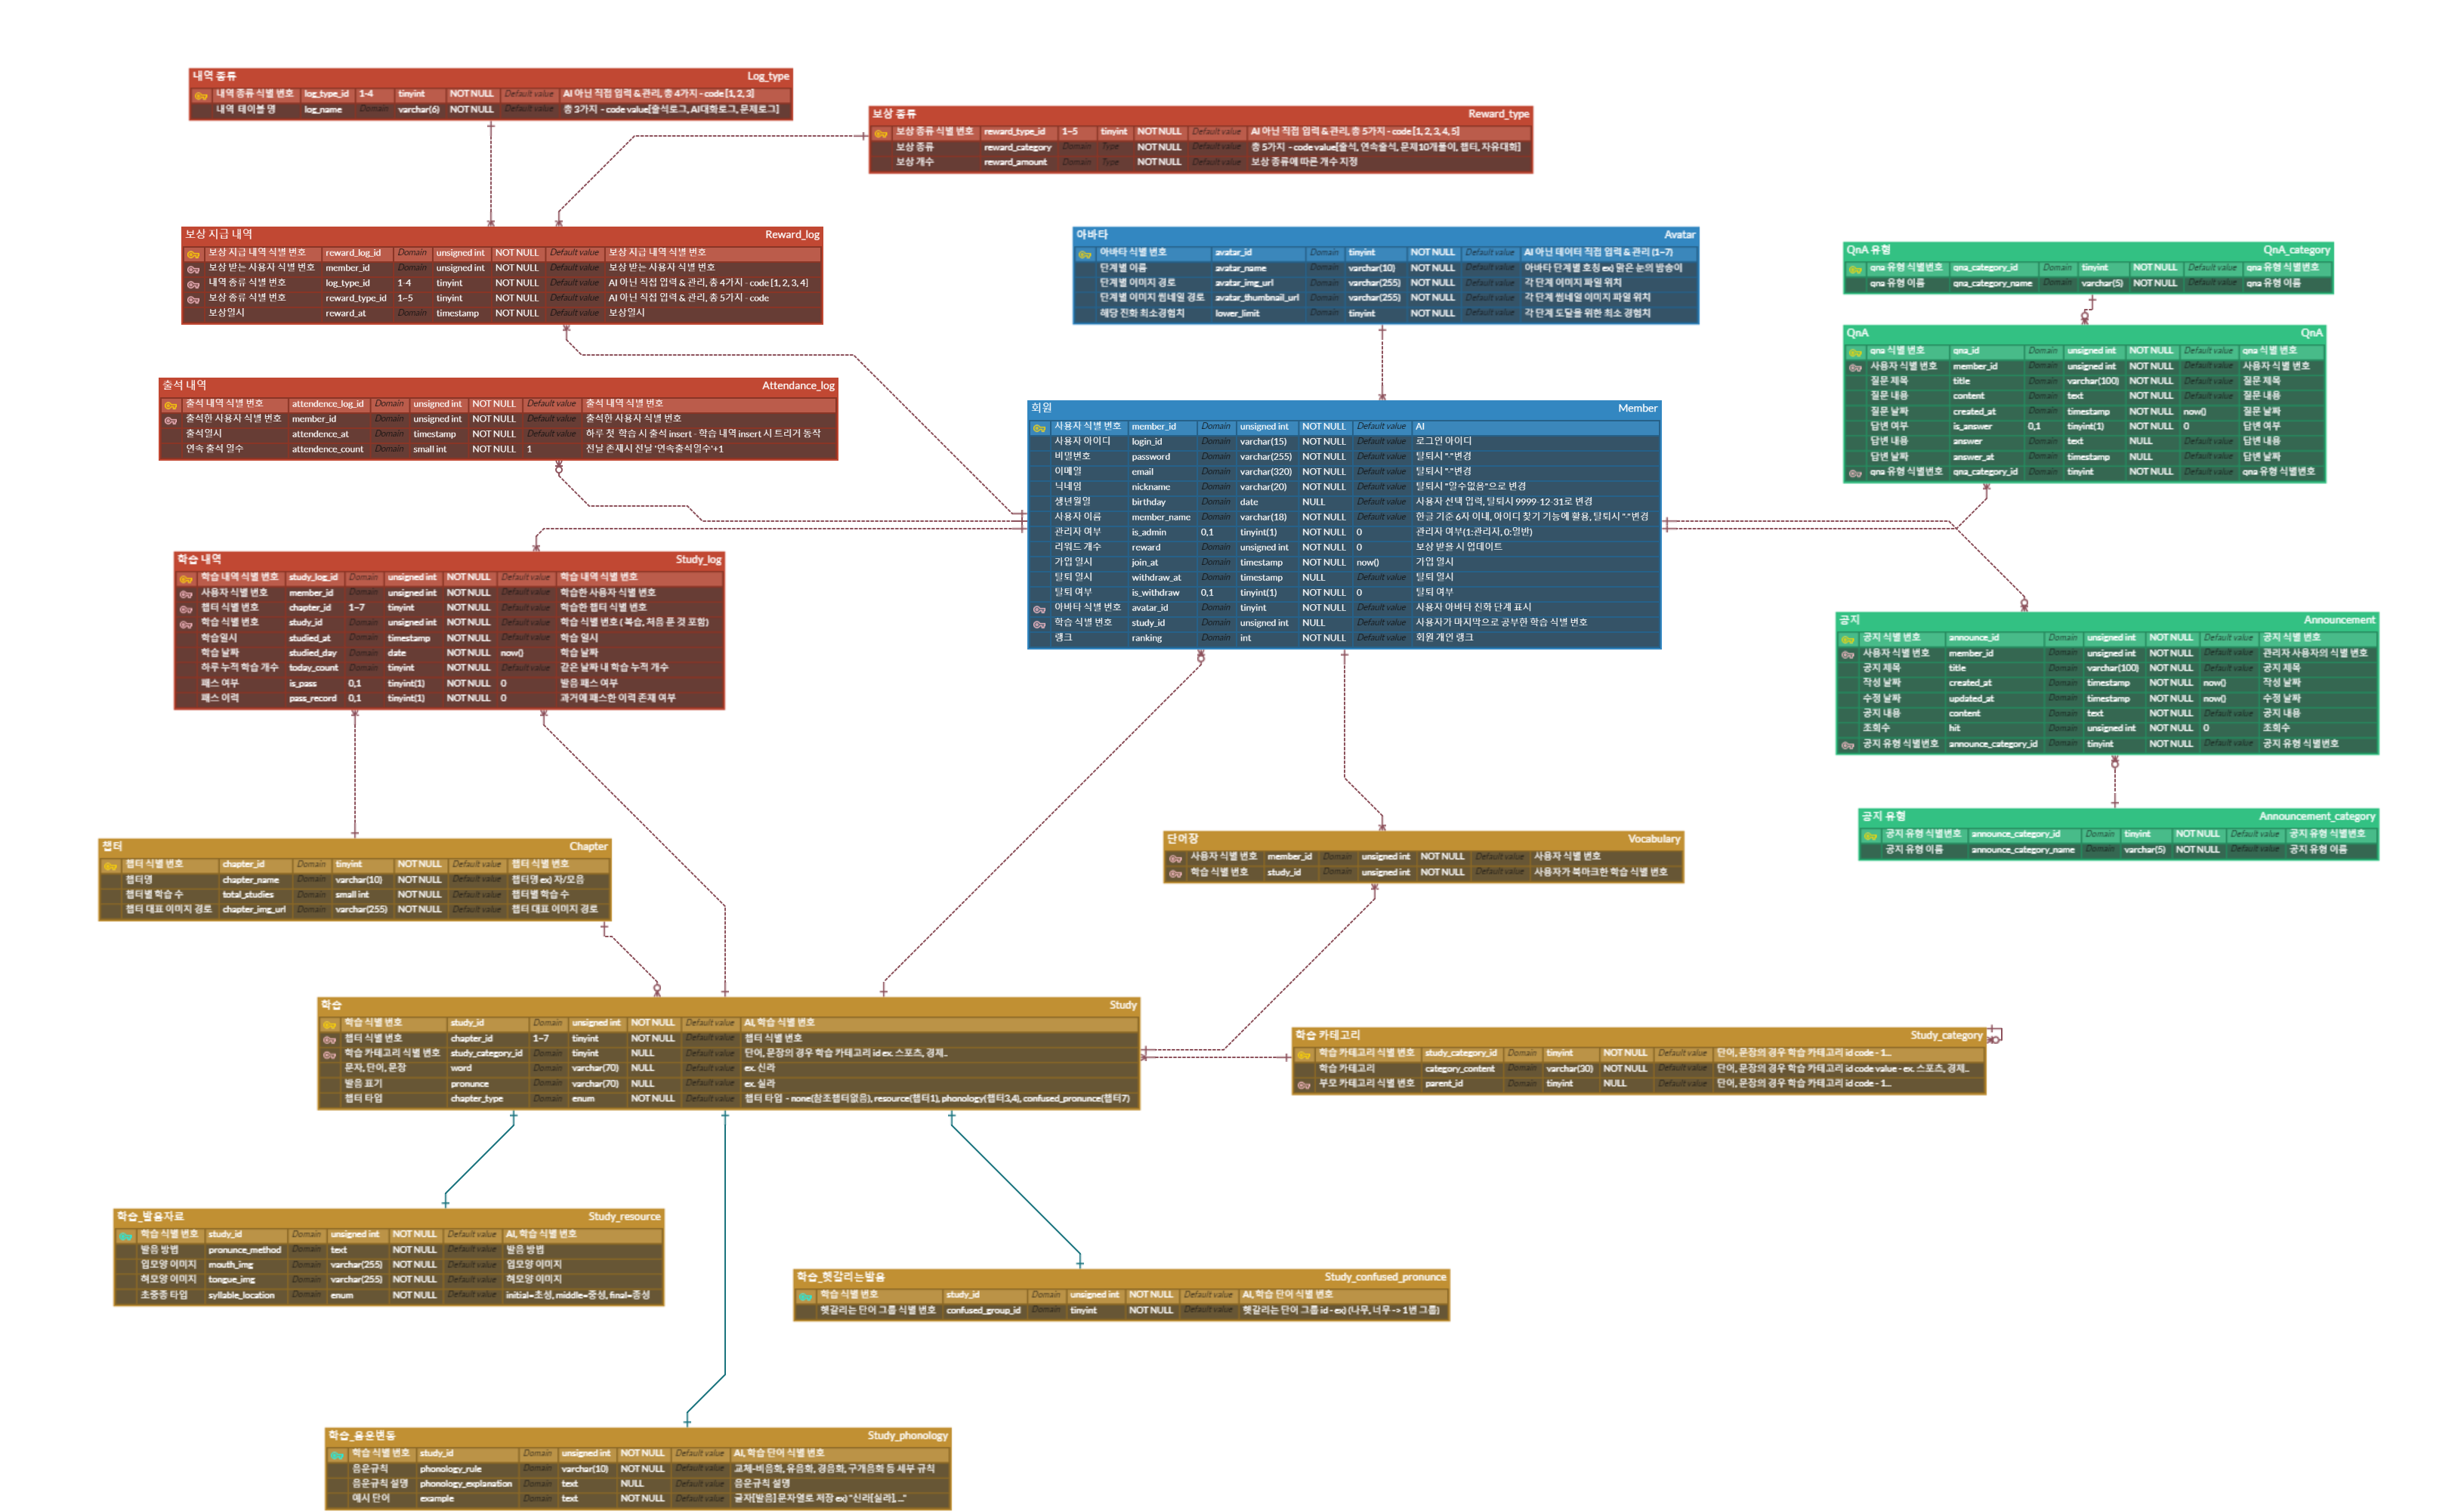 내역 종류 Log_type
내역 종류 식별 번호 log_type_id 1-4 tinyint NOT NULL Default value AI 아닌 직접 입력 & 관리, 총 4가지 - code [1, 2, 3]
내역 테이블 명 log_name Domain varchar(6) NOT NULL Default value 총 3가지 - code value[출석로그, AI대화로그, 문제로그]
보상 종류 Reward_type
보상 종류 식별 번호 reward_type_id 1~5 tinyint NOT NULL Default value AI 아닌 직접 입력 & 관리, 총 5가지 - code [1, 2, 3, 4, 5]
보상 종류 reward_category Domain Type NOT NULL Default value 총 5가지 - code value[출석, 연속출석, 문제10개풀이, 챕터, 자유대화]
보상 개수 reward_amount Domain Type NOT NULL Default value 보상 종류에 따른 개수 지정
보상 지급 내역 Reward_log
보상 지급 내역 식별 번호 reward_log_id Domain unsigned int NOT NULL Default value 보상 지급 내역 식별 번호
보상 받는 사용자 식별 번호 member_id Domain unsigned int NOT NULL Default value 보상 받는 사용자 식별 번호
내역 종류 식별 번호 log_type_id 1-4 tinyint NOT NULL Default value AI 아닌 직접 입력 & 관리, 총 4가지 - code [1, 2, 3, 4]
보상 종류 식별 번호 reward_type_id 1~5 tinyint NOT NULL Default value AI 아닌 직접 입력 & 관리, 총 5가지 - code
보상일시 reward_at Domain timestamp NOT NULL Default value 보상일시
아바타 Avatar
아바타 식별 번호 avatar_id Domain tinyint NOT NULL Default value AI 아닌 데이터 직접 입력 & 관리 (1~7)
단계별 이름 avatar_name Domain varchar(10) NOT NULL Default value 아바타 단계별 호칭 ex) 맑은 눈의 밤송이
단계별 이미지 경로 avatar_img_url Domain varchar(255) NOT NULL Default value 각 단계 이미지 파일 위치
단계별 이미지 썸네일 경로 avatar_thumbnail_url Domain varchar(255) NOT NULL Default value 각 단계 썸네일 이미지 파일 위치
해당 진화 최소경험치 lower_limit Domain tinyint NOT NULL Default value 각 단계 도달을 위한 최소 경험치
QnA 유형 QnA_category
qna 유형 식별번호 qna_category_id Domain tinyint NOT NULL Default value qna 유형 식별번호
qna 유형 이름 qna_category_name Domain varchar(5) NOT NULL Default value qna 유형 이름
QnA QnA
qna 식별 번호 qna_id Domain unsigned int NOT NULL Default value qna 식별 번호
사용자 식별 번호 member_id Domain unsigned int NOT NULL Default value 사용자 식별 번호
질문 제목 title Domain varchar(100) NOT NULL Default value 질문 제목
질문 내용 content Domain text NOT NULL Default value 질문 내용
질문 날짜 created_at Domain timestamp NOT NULL now() 질문 날짜
답변 여부 is_answer 0,1 tinyint(1) NOT NULL 0 답변 여부
답변 내용 answer Domain text NULL Default value 답변 내용
답변 날짜 answer_at Domain timestamp NULL Default value 답변 날짜
qna 유형 식별번호 qna_category_id Domain tinyint NOT NULL Default value qna 유형 식별번호
출석 내역 Attendance_log
출석 내역 식별 번호 attendence_log_id Domain unsigned int NOT NULL Default value 출석 내역 식별 번호
출석한 사용자 식별 번호 member_id Domain unsigned int NOT NULL Default value 출석한 사용자 식별 번호
출석일시 attendence_at Domain timestamp NOT NULL Default value 하루 첫 학습 시 출석 insert - 학습 내역 insert 시 트리거 동작
연속 출석 일수 attendence_count Domain small int NOT NULL 1 전날 존재시 전날 '연속출석일수'+1
회원 Member
사용자 식별 번호 member_id Domain unsigned int NOT NULL Default value AI
사용자 아이디 login_id Domain varchar(15) NOT NULL Default value 로그인 아이디
비밀번호 password Domain varchar(255) NOT NULL Default value 탈퇴시 "-"변경
이메일 email Domain varchar(320) NOT NULL Default value 탈퇴시 "-"변경
닉네임 nickname Domain varchar(20) NOT NULL Default value 탈퇴시 "알수없음"으로 변경
생년월일 birthday Domain date NULL Default value 사용자 선택 입력, 탈퇴시 9999-12-31로 변경
사용자 이름 member_name Domain varchar(18) NOT NULL Default value 한글 기준 6자 이내, 아이디 찾기 기능에 활용, 탈퇴시 "-"변경
관리자 여부 is_admin 0,1 tinyint(1) NOT NULL 0 관리자 여부(1:관리자, 0:일반)
리워드 개수 reward Domain unsigned int NOT NULL 0 보상 받을 시 업데이트
가입 일시 join_at Domain timestamp NOT NULL now() 가입 일시
탈퇴 일시 withdraw_at Domain timestamp NULL Default value 탈퇴 일시
탈퇴 여부 is_withdraw 0,1 tinyint(1) NOT NULL 0 탈퇴 여부
아바타 식별 번호 avatar_id Domain tinyint NOT NULL Default value 사용자 아바타 진화 단계 표시
학습 식별 번호 study_id Domain unsigned int NULL Default value 사용자가 마지막으로 공부한 학습 식별 번호
랭크 ranking Domain int NOT NULL Default value 회원 개인 랭크
학습 내역 Study_log
학습 내역 식별 번호 study_log_id Domain unsigned int NOT NULL Default value 학습 내역 식별 번호
사용자 식별 번호 member_id Domain unsigned int NOT NULL Default value 학습한 사용자 식별 번호
챕터 식별 번호 chapter_id 1~7 tinyint NOT NULL Default value 학습한 챕터 식별 번호
학습 식별 번호 study_id Domain unsigned int NOT NULL Default value 학습 식별 번호 ( 복습, 처음 푼 것 포함)
학습일시 studied_at Domain timestamp NOT NULL Default value 학습 일시
학습 날짜 studied_day Domain date NOT NULL now() 학습 날짜
하루 누적 학습 개수 today_count Domain tinyint NOT NULL Default value 같은 날짜 내 학습 누적 개수
패스 여부 is_pass 0,1 tinyint(1) NOT NULL 0 발음 패스 여부
패스 이력 pass_record 0,1 tinyint(1) NOT NULL 0 과거에 패스한 이력 존재 여부
공지 Announcement
공지 식별 번호 announce_id Domain unsigned int NOT NULL Default value 공지 식별 번호
사용자 식별 번호 member_id Domain unsigned int NOT NULL Default value 관리자 사용자의 식별 번호
공지 제목 title Domain varchar(100) NOT NULL Default value 공지 제목
작성 날짜 created_at Domain timestamp NOT NULL now() 작성 날짜
수정 날짜 updated_at Domain timestamp NOT NULL now() 수정 날짜
공지 내용 content Domain text NOT NULL Default value 공지 내용
조회수 hit Domain unsigned int NOT NULL 0 조회수
공지 유형 식별번호 announce_category_id Domain tinyint NOT NULL Default value 공지 유형 식별번호
공지 유형 Announcement_category
공지 유형 식별번호 announce_category_id Domain tinyint NOT NULL Default value 공지 유형 식별번호
공지 유형 이름 announce_category_name Domain varchar(5) NOT NULL Default value 공지 유형 이름
챕터 Chapter
챕터 식별 번호 chapter_id Domain tinyint NOT NULL Default value 챕터 식별 번호
챕터명 chapter_name Domain varchar(10) NOT NULL Default value 챕터명 ex) 자/모음
챕터별 학습 수 total_studies Domain small int NOT NULL Default value 챕터별 학습 수
챕터 대표 이미지 경로 chapter_img_url Domain varchar(255) NOT NULL Default value 챕터 대표 이미지 경로
단어장 Vocabulary
사용자 식별 번호 member_id Domain unsigned int NOT NULL Default value 사용자 식별 번호
학습 식별 번호 study_id Domain unsigned int NOT NULL Default value 사용자가 북마크한 학습 식별 번호
학습 Study
학습 식별 번호 study_id Domain unsigned int NOT NULL Default value AI, 학습 식별 번호
챕터 식별 번호 chapter_id 1~7 tinyint NOT NULL Default value 챕터 식별 번호
학습 카테고리 식별 번호 study_category_id Domain tinyint NULL Default value 단어, 문장의 경우 학습 카테고리 id ex. 스포츠, 경제..
문자, 단어, 문장 word Domain varchar(70) NULL Default value ex. 신라
발음 표기 pronunce Domain varchar(70) NULL Default value ex. 실라
챕터 타입 chapter_type Domain enum NOT NULL Default value 챕터 타입 - none(참조챕터없음), resource(챕터1), phonology(챕터3,4), confused_pronunce(챕터7)
학습 카테고리 Study_category
학습 카테고리 식별 번호 study_category_id Domain tinyint NOT NULL Default value 단어, 문장의 경우 학습 카테고리 id code - 1...
학습 카테고리 category_content Domain varchar(30) NOT NULL Default value 단어, 문장의 경우 학습 카테고리 id code value - ex. 스포츠, 경제..
부모 카테고리 식별 번호 parent_id Domain tinyint NULL Default value 단어, 문장의 경우 학습 카테고리 id code - 1...
학습_발음자료 Study_resource
학습 식별 번호 study_id Domain unsigned int NOT NULL Default value AI, 학습 식별 번호
발음 방법 pronunce_method Domain text NOT NULL Default value 발음 방법
입모양 이미지 mouth_img Domain varchar(255) NOT NULL Default value 입모양 이미지
혀모양 이미지 tongue_img Domain varchar(255) NOT NULL Default value 혀모양 이미지
초중종 타입 syllable_location Domain enum NOT NULL Default value initial=초성, middle=중성, final=종성
학습_헷갈리는발음 Study_confused_pronunce
학습 식별 번호 study_id Domain unsigned int NOT NULL Default value AI, 학습 단어 식별 번호
헷갈리는 단어 그룹 식별 번호 confused_group_id Domain tinyint NOT NULL Default value 헷갈리는 단어 그룹 id - ex) (나무, 너무 -> 1번 그룹)
학습_음운변동 Study_phonology
학습 식별 번호 study_id Domain unsigned int NOT NULL Default value AI, 학습 단어 식별 번호
음운규칙 phonology_rule Domain varchar(10) NOT NULL Default value 교체-비음화, 유음화, 경음화, 구개음화 등 세부 규칙
음운규칙 설명 phonology_explanation Domain text NULL Default value 음운규칙 설명
예시 단어 example Domain text NOT NULL Default value 글자[발음] 문자열로 저장 ex) "신라[실라], ..."